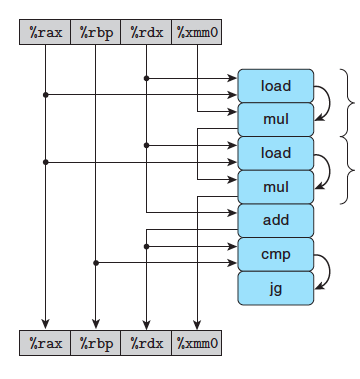 %rax %rbp %rdx %xmm0
load
mul
load
mul
add
cmp
jg
%rax %rbp %rdx %xmm0